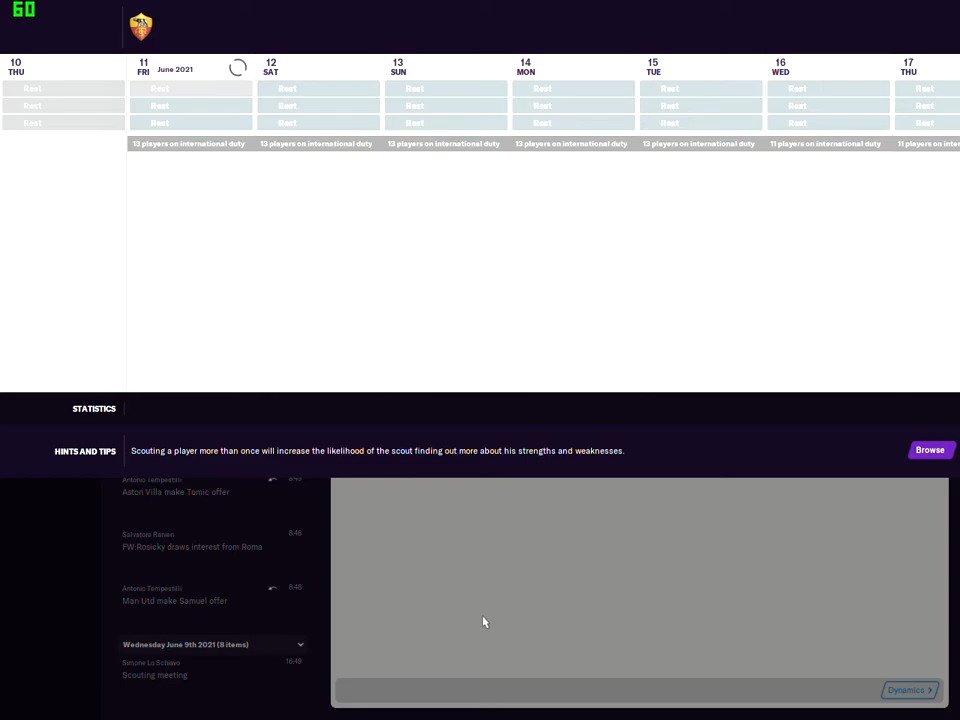 60
10 THU
11 FRI June 2021
12 SAT
13 SUN
14 MON
15 TUE
16 WED
17 THU
Rest Rest Rest Rest Rest Rest Rest Rest
Rest Rest Rest Rest Rest Rest Rest Rest
Rest Rest Rest Rest Rest Rest Rest Rest
13 players on international duty 13 players on international duty 13 players on international duty 13 players on international duty 13 players on international duty 11 players on international duty 11 players on inter
STATISTICS
HINTS AND TIPS Scouting a player more than once will increase the likelihood of the scout finding out more about his strengths and weaknesses. Browse
Antonio Tempestilli
Aston Villa make Tomic offer
Salvatore Ranieri 8:48
FW:Rosicky draws interest from Roma
Antonio Tempestilli 8:48
Man Utd make Samuel offer
Wednesday June 9th 2021 (8 items)
Simone Lo Schiavo 16:49
Scouting meeting
Dynamics >